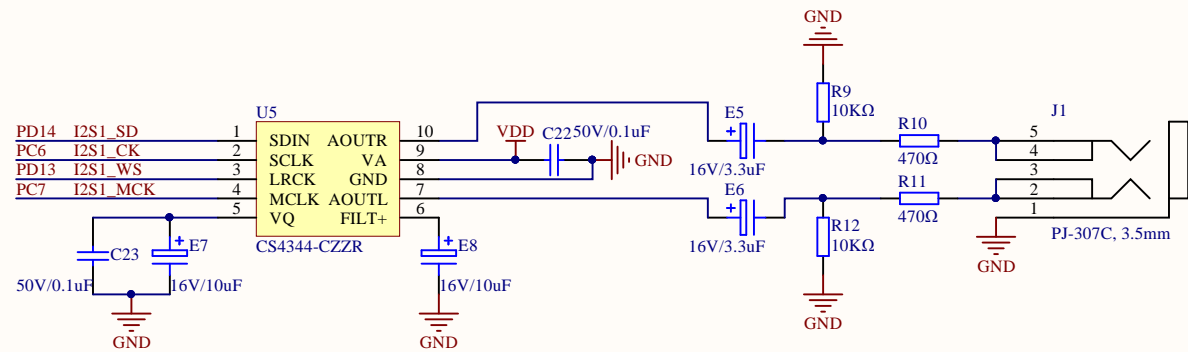 GND
R9
10KΩ
U5
E5
J1
PD14 I2S1_SD 1 SDIN AOUTR 10
VDD C22 50V/0.1uF
R10 5
PC6 I2S1_CK 2 SCLK VA 9
GND
470Ω 4
PD13 I2S1_WS 3 LRCK GND 8
16V/3.3uF
3
PC7 I2S1_MCK 4 MCLK AOUTL 7
E6
R11 2
5 VQ FILT+ 6
470Ω 1
C23 E7
CS4344-CZZR
E8
16V/3.3uF
R12
10KΩ
PJ-307C, 3.5mm
GND
50V/0.1uF 16V/10uF
16V/10uF
GND
GND
GND